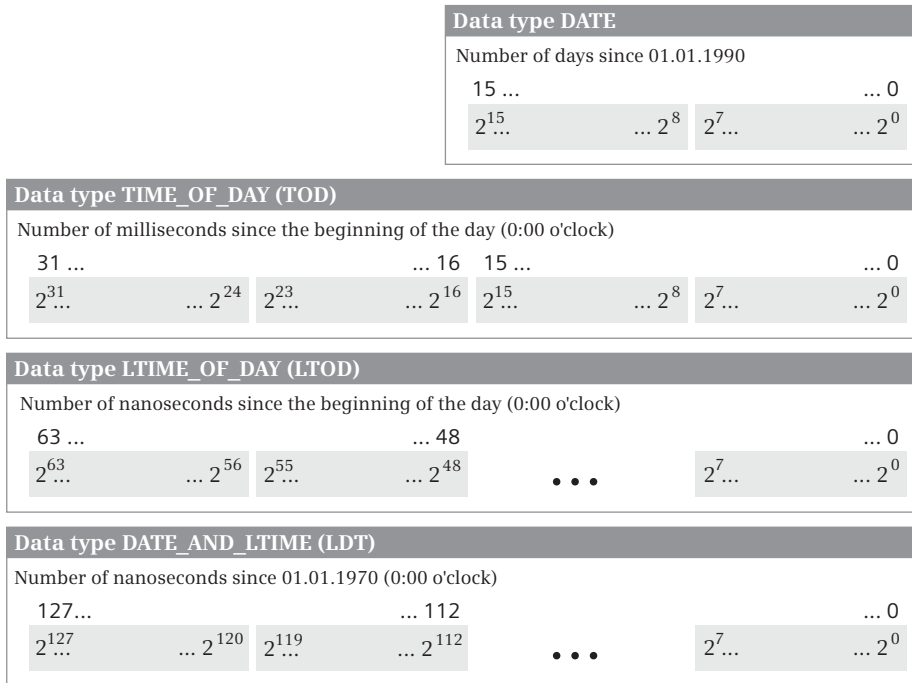 Data type DATE
Number of days since 01.01.1990
15 ... ... 0
2^15... ... 2^8 2^7... ... 2^0
Data type TIME_OF_DAY (TOD)
Number of milliseconds since the beginning of the day (0:00 o'clock)
31 ... ... 16 15 ... ... 0
2^31... ... 2^24 2^23... ... 2^16 2^15... ... 2^8 2^7... ... 2^0
Data type LTIME_OF_DAY (LTOD)
Number of nanoseconds since the beginning of the day (0:00 o'clock)
63 ... ... 48 ... 0
2^63... ... 2^56 2^55... ... 2^48 ... 2^7... ... 2^0
Data type DATE_AND_LTIME (LDT)
Number of nanoseconds since 01.01.1970 (0:00 o'clock)
127... ... 112 ... 0
2^127... ... 2^120 2^119... ... 2^112 ... 2^7... ... 2^0